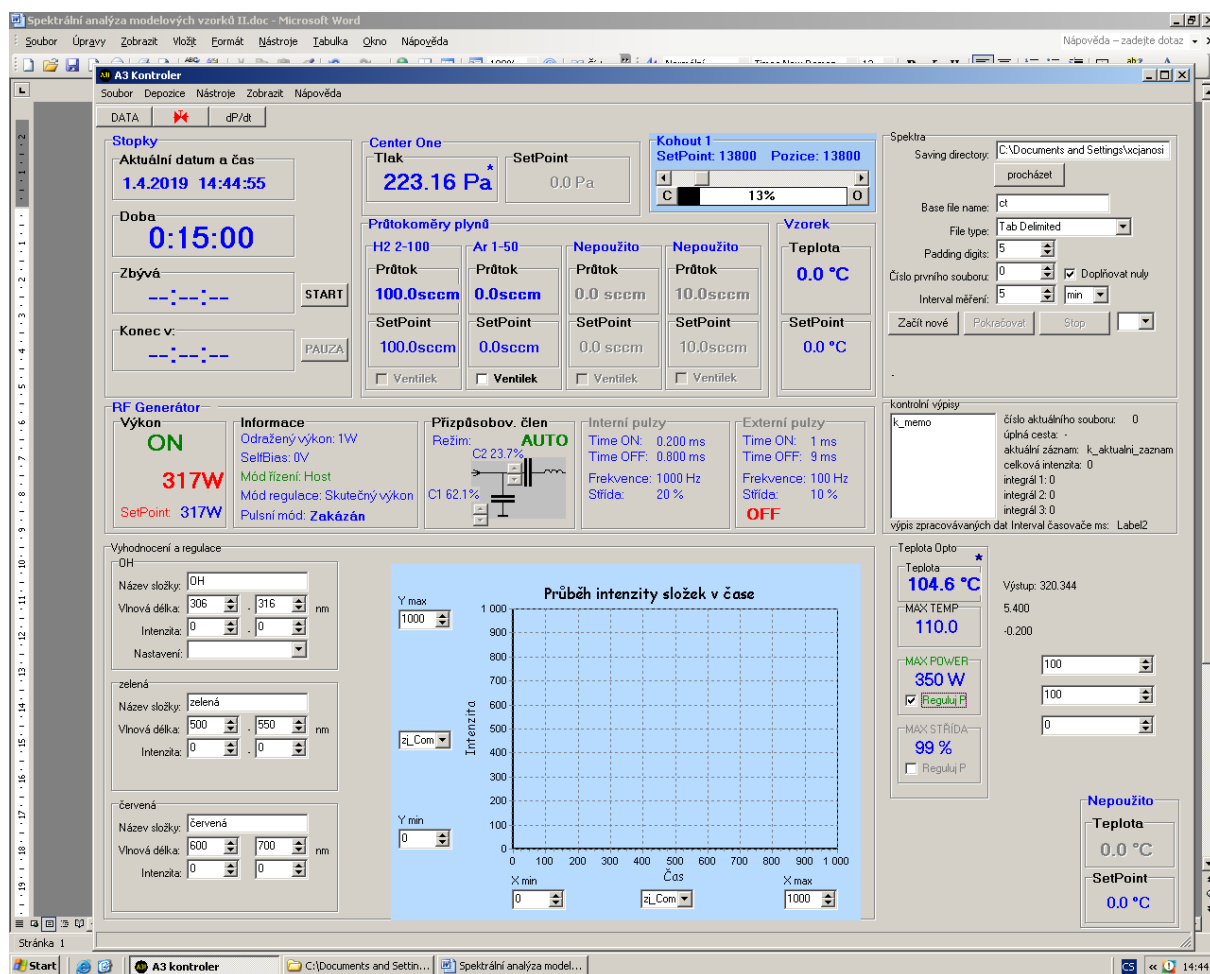 Spektrální analýza modelových vzorků II.doc - Microsoft Word
Soubor Úpravy Zobrazit Vložit Formát Nástroje Tabulka Okno Nápověda
Nápověda – zadejte dotaz
A3 Kontroler
Soubor Depozice Nástroje Zobrazit Nápověda
DATA dP/dt
Stopky
Aktuální datum a čas
1.4.2019 14:44:55
Doba
0:15:00
Zbývá
--:--:--
START
Konec v:
--:--:--
PAUZA
Center One
Tlak
223.16 Pa
*
SetPoint
0.0 Pa
Kohout 1
SetPoint: 13800 Pozice: 13800
C 13% O
Průtokoměry plynů
H2 2-100 Ar 1-50 Nepoužito Nepoužito
Průtok Průtok Průtok Průtok
100.0sccm 0.0sccm 0.0 sccm 10.0sccm
SetPoint SetPoint SetPoint SetPoint
100.0sccm 0.0sccm 0.0 sccm 10.0sccm
Ventilek Ventilek Ventilek Ventilek
Vzorek
Teplota
0.0 °C
SetPoint
0.0 °C
Spektra
Saving directory: C:\Documents and Settings\xcjanosi
procházet
Base file name: ct
File type: Tab Delimited
Padding digits: 5
Číslo prvního souboru: 0 Doplňovat nuly
Interval měření: 5 min
Začít nové Pokračovat Stop
.
RF Generátor
Výkon
ON
317W
SetPoint: 317W
Informace
Odražený výkon: 1W
SelfBias: 0V
Mód řízení: Host
Mód regulace: Skutečný výkon
Pulsní mód: Zakázán
Přizpůsobov. člen
Režim: AUTO
C2 23.7%
C1 62.1%
Interní pulzy
Time ON: 0.200 ms
Time OFF: 0.800 ms
Frekvence: 1000 Hz
Střída: 20 %
Externí pulzy
Time ON: 1 ms
Time OFF: 9 ms
Frekvence: 100 Hz
Střída: 10 %
OFF
kontrolní výpisy
k_memo
číslo aktuálního souboru: 0
úplná cesta: -
aktuální záznam: k_aktualni_zaznam
celková intenzita: 0
integrál 1: 0
integrál 2: 0
integrál 3: 0
výpis zpracovávaných dat Interval časovače ms: Label2
Vyhodnocení a regulace
OH
Název složky: OH
Vlnová délka: 306 . 316 nm
Intenzita: 0 . 0
Nastavení:
zelená
Název složky: zelená
Vlnová délka: 500 . 550 nm
Intenzita: 0 . 0
červená
Název složky: červená
Vlnová délka: 600 700 nm
Intenzita: 0 0
Průběh intenzity složek v čase
Y max
1000
zj_Com
Y min
0
Intenzita
1 000
900
800
700
600
500
400
300
200
100
0
0 100 200 300 400 500 600 700 800 900 1 000
Čas
X min
0
zj_Com
X max
1000
Teplota Opto
*
Teplota
104.6 °C
MAX TEMP
110.0
MAX POWER
350 W
Reguluj P
MAX STŘÍDA
99 %
Reguluj P
Výstup: 320.344
5.400
-0.200
100
100
0
Nepoužito
Teplota
0.0 °C
SetPoint
0.0 °C
Stránka 1
Start A3 kontroler C:\Documents and Settin... Spektrální analýza model... CS 14:44